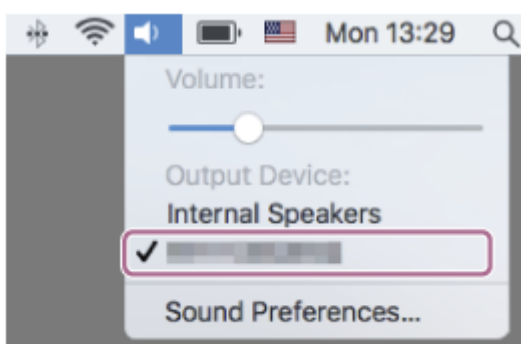 Mon 13:29
Volume:
Output Device:
Internal Speakers
Sound Preferences...